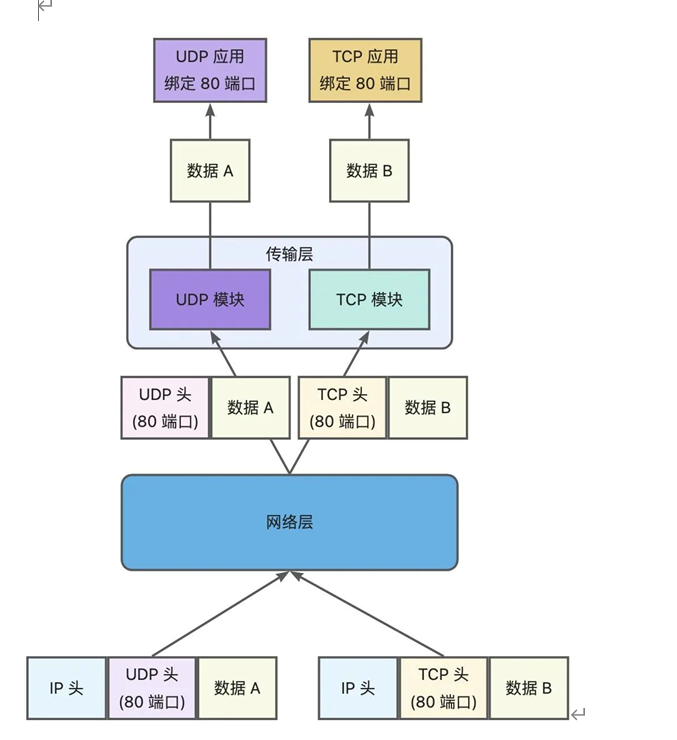 UDP 应用
绑定 80 端口
TCP 应用
绑定 80 端口
数据 A
数据 B
传输层
UDP 模块
TCP 模块
UDP 头
(80 端口)
数据 A
TCP 头
(80 端口)
数据 B
网络层
IP 头
UDP 头
(80 端口)
数据 A
IP 头
TCP 头
(80 端口)
数据 B